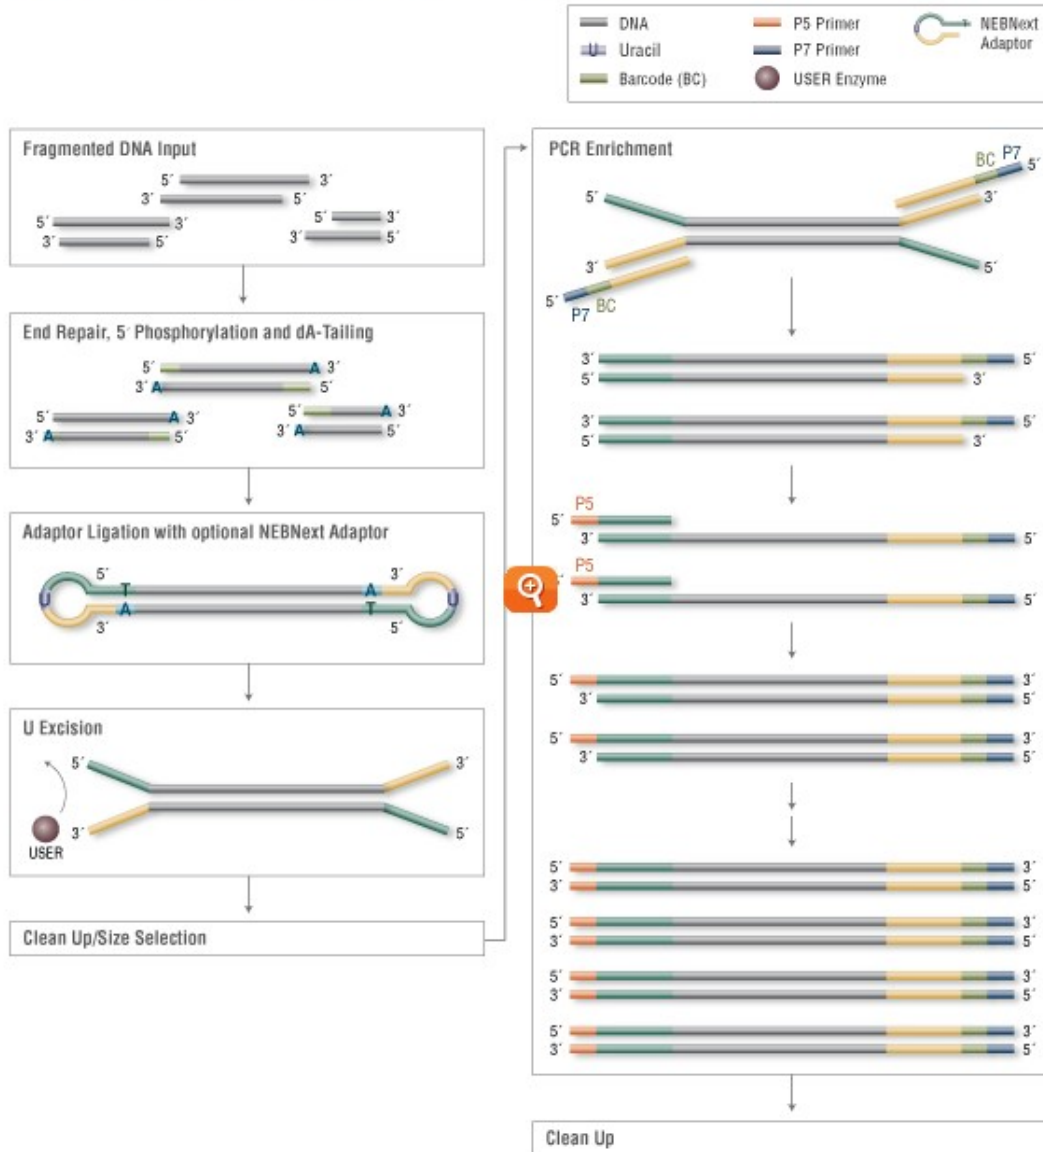 DNA
P5 Primer
NEBNext
Adaptor
U Uracil
P7 Primer
Barcode (BC)
USER Enzyme
T
U
Fragmented DNA Input
5´ 3´
3´ 5´
5´ 3´
5´ 3´
3´ 5´
3´ 5´
End Repair, 5´ Phosphorylation and dA-Tailing
5´ A 3´
3´ A 5´
5´ A 3´
5´ A 3´
3´ A 5´
3´ A 5´
Adaptor Ligation with optional NEBNext Adaptor
5´ 3´
T A
U U
A T
3´ 5´
U Excision
5´ 3´
3´ 5´
USER
Clean Up/Size Selection
PCR Enrichment
BC P7
5´
5´ 3´
3´ 5´
5´
P7 BC
3´ 5´
5´ 3´
3´ 5´
5´ 3´
P5
5´
3´ 5´
P5
5´
3´ 5´
5´ 3´
3´ 5´
5´ 3´
3´ 5´
5´ 3´
3´ 5´
5´ 3´
3´ 5´
5´ 3´
3´ 5´
5´ 3´
3´ 5´
Clean Up